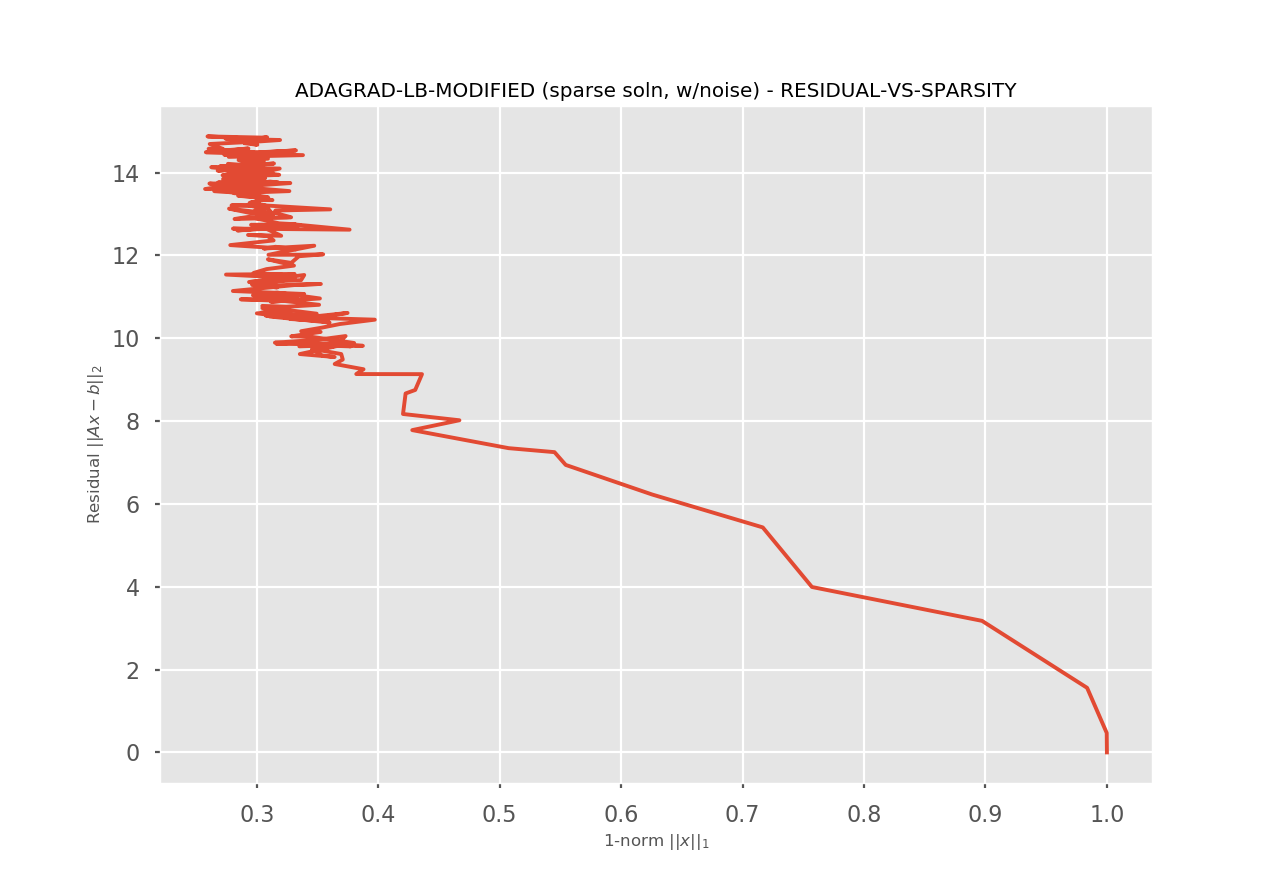 ADAGRAD-LB-MODIFIED (sparse soln, w/noise) - RESIDUAL-VS-SPARSITY
14
12
10
8
6
4
2
0
Residual ||Ax − b||₂
0.3 0.4 0.5 0.6 0.7 0.8 0.9 1.0
1-norm ||x||₁